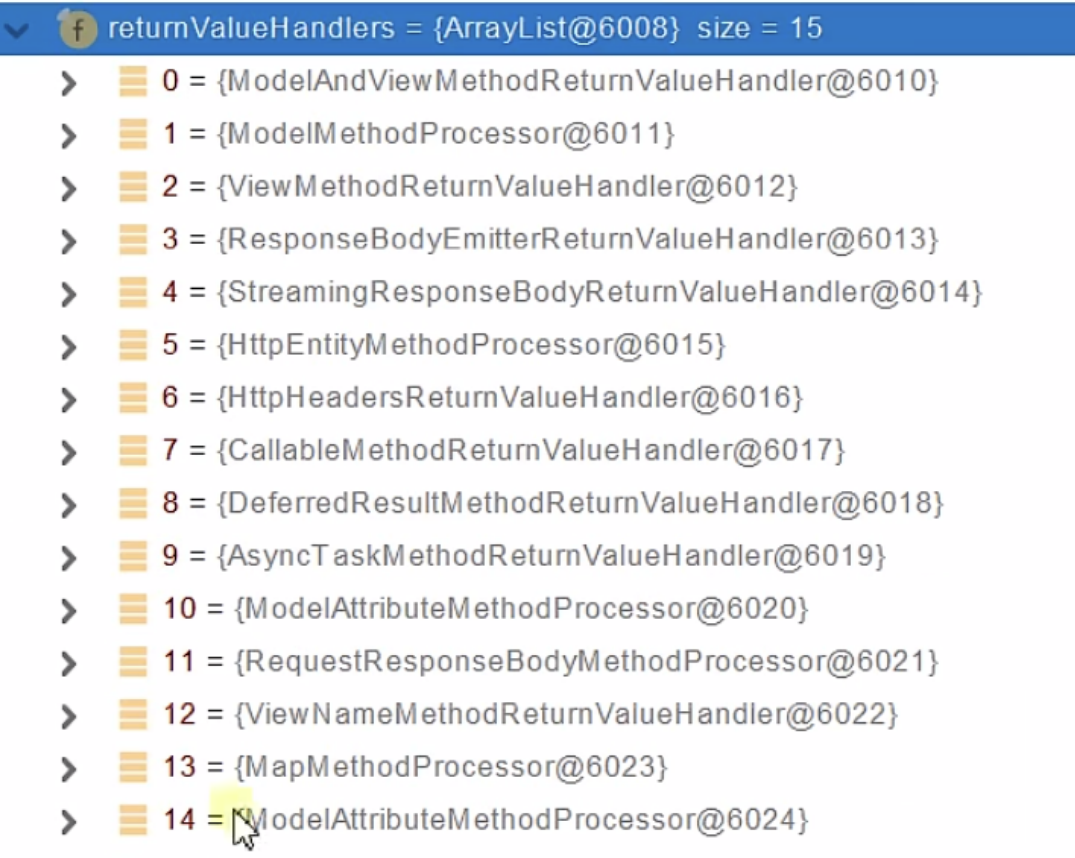 f returnValueHandlers = {ArrayList@6008} size = 15
0 = {ModelAndViewMethodReturnValueHandler@6010}
1 = {ModelMethodProcessor@6011}
2 = {ViewMethodReturnValueHandler@6012}
3 = {ResponseBodyEmitterReturnValueHandler@6013}
4 = {StreamingResponseBodyReturnValueHandler@6014}
5 = {HttpEntityMethodProcessor@6015}
6 = {HttpHeadersReturnValueHandler@6016}
7 = {CallableMethodReturnValueHandler@6017}
8 = {DeferredResultMethodReturnValueHandler@6018}
9 = {AsyncTaskMethodReturnValueHandler@6019}
10 = {ModelAttributeMethodProcessor@6020}
11 = {RequestResponseBodyMethodProcessor@6021}
12 = {ViewNameMethodReturnValueHandler@6022}
13 = {MapMethodProcessor@6023}
14 = {ModelAttributeMethodProcessor@6024}